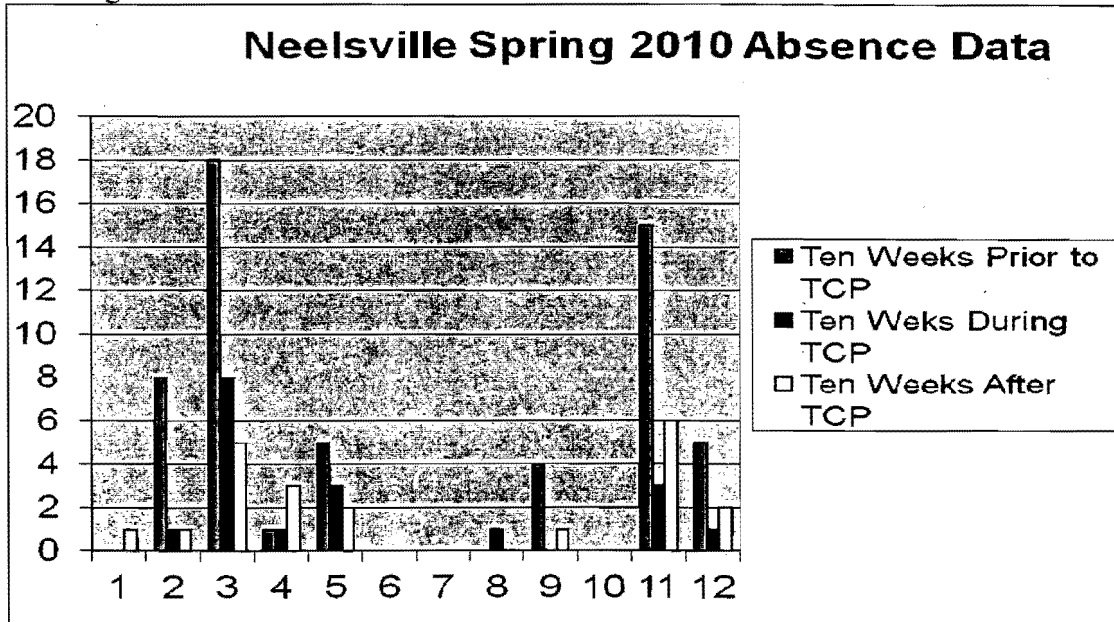 Neelsville Spring 2010 Absence Data
20
18
16
14
12
10
8
6
4
2
0
1 2 3 4 5 6 7 8 9 10 11 12
Ten Weeks Prior to
TCP
Ten Weks During
TCP
Ten Weeks After
TCP